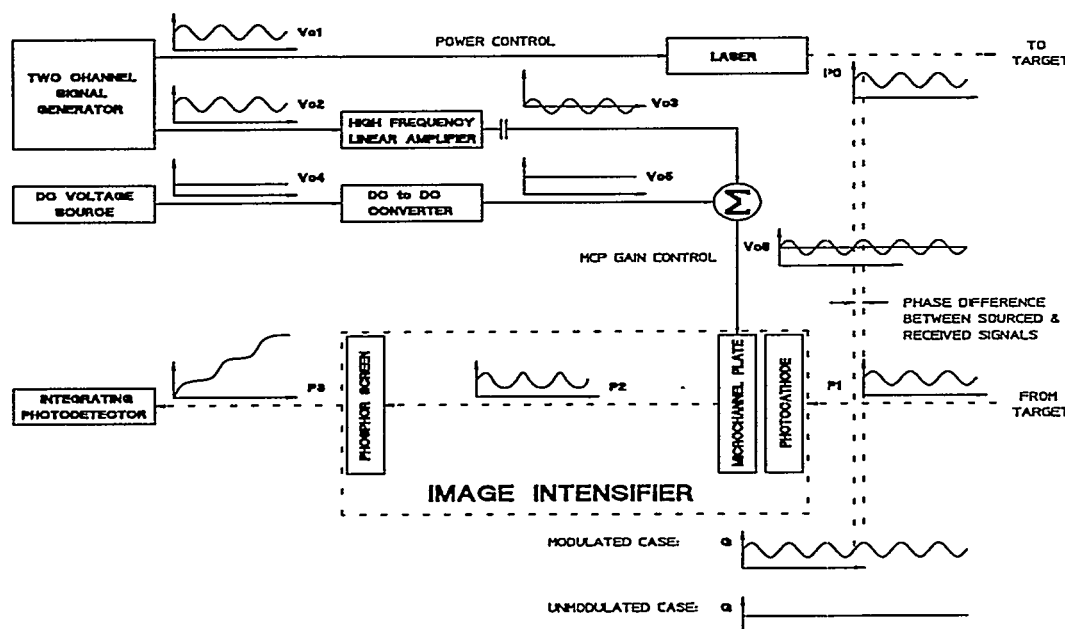 Vo1
POWER CONTROL
LASER
TO
TARGET
P0
TWO CHANNEL
SIGNAL
GENERATOR
Vo2
Vo3
HIGH FREQUENCY
LINEAR AMPLIFIER
Vo4
Vo5
DC VOLTAGE
SOURCE
DC to DC
CONVERTER
Σ
MCP GAIN CONTROL
Vo6
PHASE DIFFERENCE
BETWEEN SOURCED &
RECEIVED SIGNALS
PHOSPHOR SCREEN
MICROCHANNEL PLATE
PHOTOCATHODE
P3
P2
P1
INTEGRATING
PHOTODETECTOR
FROM
TARGET
IMAGE INTENSIFIER
MODULATED CASE: G
UNMODULATED CASE: G